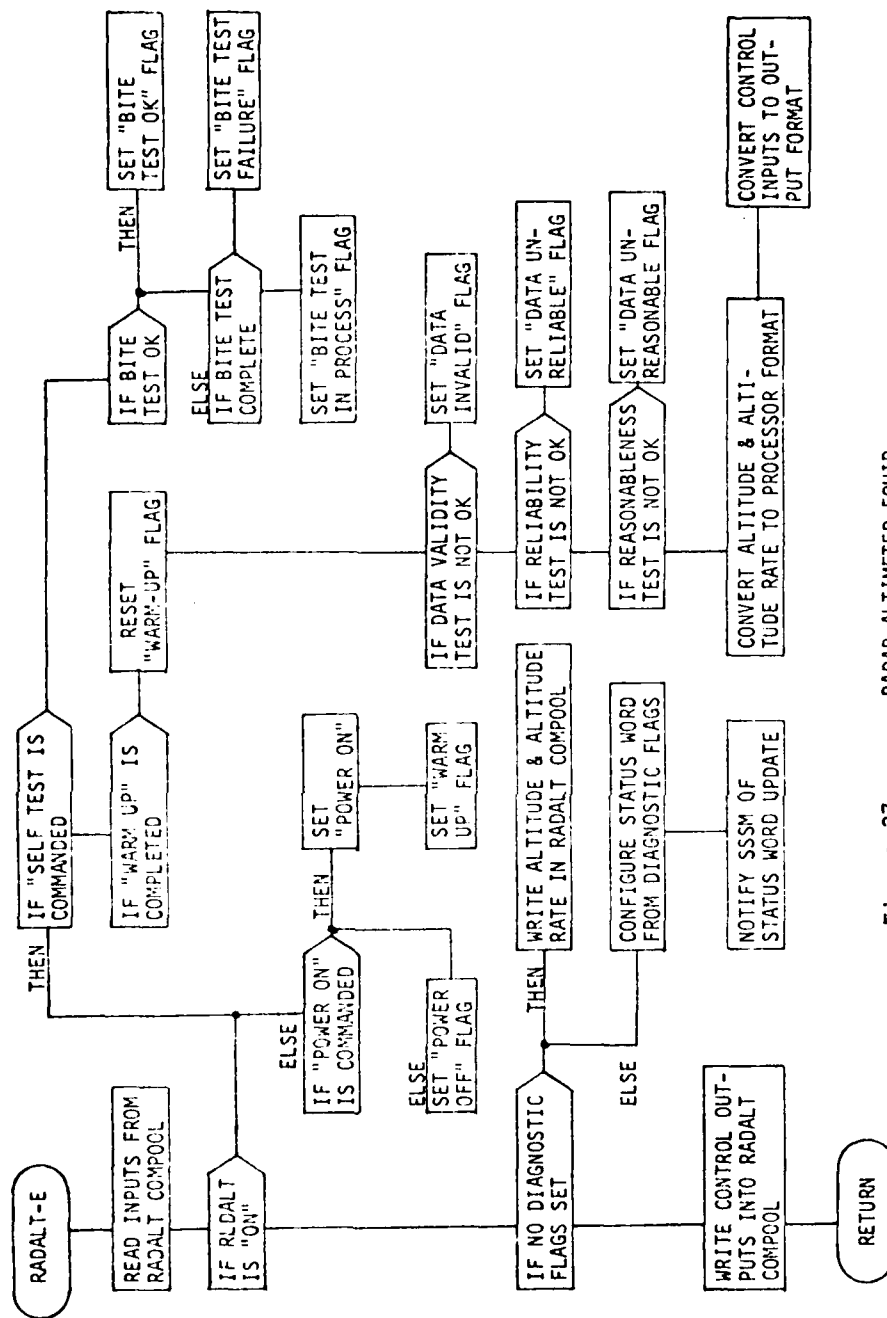 RADALT-E
READ INPUTS FROM
RADALT COMPOOL
IF RLDALT
IS "ON"
THEN
IF "SELF TEST IS
COMMANDED
IF BITE
TEST OK
THEN
SET "BITE
TEST OK" FLAG
ELSE
IF BITE TEST
COMPLETE
SET "BITE TEST
FAILURE" FLAG
SET "BITE TEST
IN PROCESS" FLAG
IF "WARM UP" IS
COMPLETED
RESET
"WARM-UP" FLAG
IF DATA VALIDITY
TEST IS NOT OK
SET "DATA
INVALID" FLAG
IF RELIABILITY
TEST IS NOT OK
SET "DATA UN-
RELIABLE" FLAG
IF REASONABLENESS
TEST IS NOT OK
SET "DATA UN-
REASONABLE FLAG
CONVERT ALTITUDE & ALTI-
TUDE RATE TO PROCESSOR FORMAT
CONVERT CONTROL
INPUTS TO OUT-
PUT FORMAT
ELSE
IF "POWER ON"
IS COMMANDED
THEN
SET
"POWER ON"
SET "WARM
UP" FLAG
ELSE
SET "POWER
OFF" FLAG
IF NO DIAGNOSTIC
FLAGS SET
THEN
WRITE ALTITUDE & ALTITUDE
RATE IN RADALT COMPOOL
ELSE
CONFIGURE STATUS WORD
FROM DIAGNOSTIC FLAGS
NOTIFY SSSM OF
STATUS WORD UPDATE
WRITE CONTROL OUT-
PUTS INTO RADALT
COMPOOL
RETURN